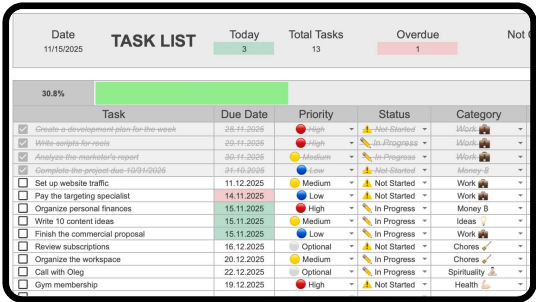 Date
11/15/2025
TASK LIST
Today
3
Total Tasks
13
Overdue
1
Not
30.8%
Task Due Date Priority Status Category
Create a development plan for the week 28.11.2025 High Not Started Work
Write scripts for reels 29.11.2025 High In Progress Work
Analyze the marketer's report 30.11.2025 Medium In Progress Work
Complete the project due 10/31/2025 31.10.2025 Low Not Started Money
Set up website traffic 11.12.2025 Medium Not Started Work
Pay the targeting specialist 14.11.2025 Low Not Started Work
Organize personal finances 15.11.2025 High In Progress Money
Write 10 content ideas 15.11.2025 Medium In Progress Ideas
Finish the commercial proposal 15.11.2025 Low In Progress Work
Review subscriptions 16.12.2025 Optional Not Started Chores
Organize the workspace 20.12.2025 Medium In Progress Chores
Call with Oleg 22.12.2025 Optional In Progress Spirituality
Gym membership 19.12.2025 High In Progress Health